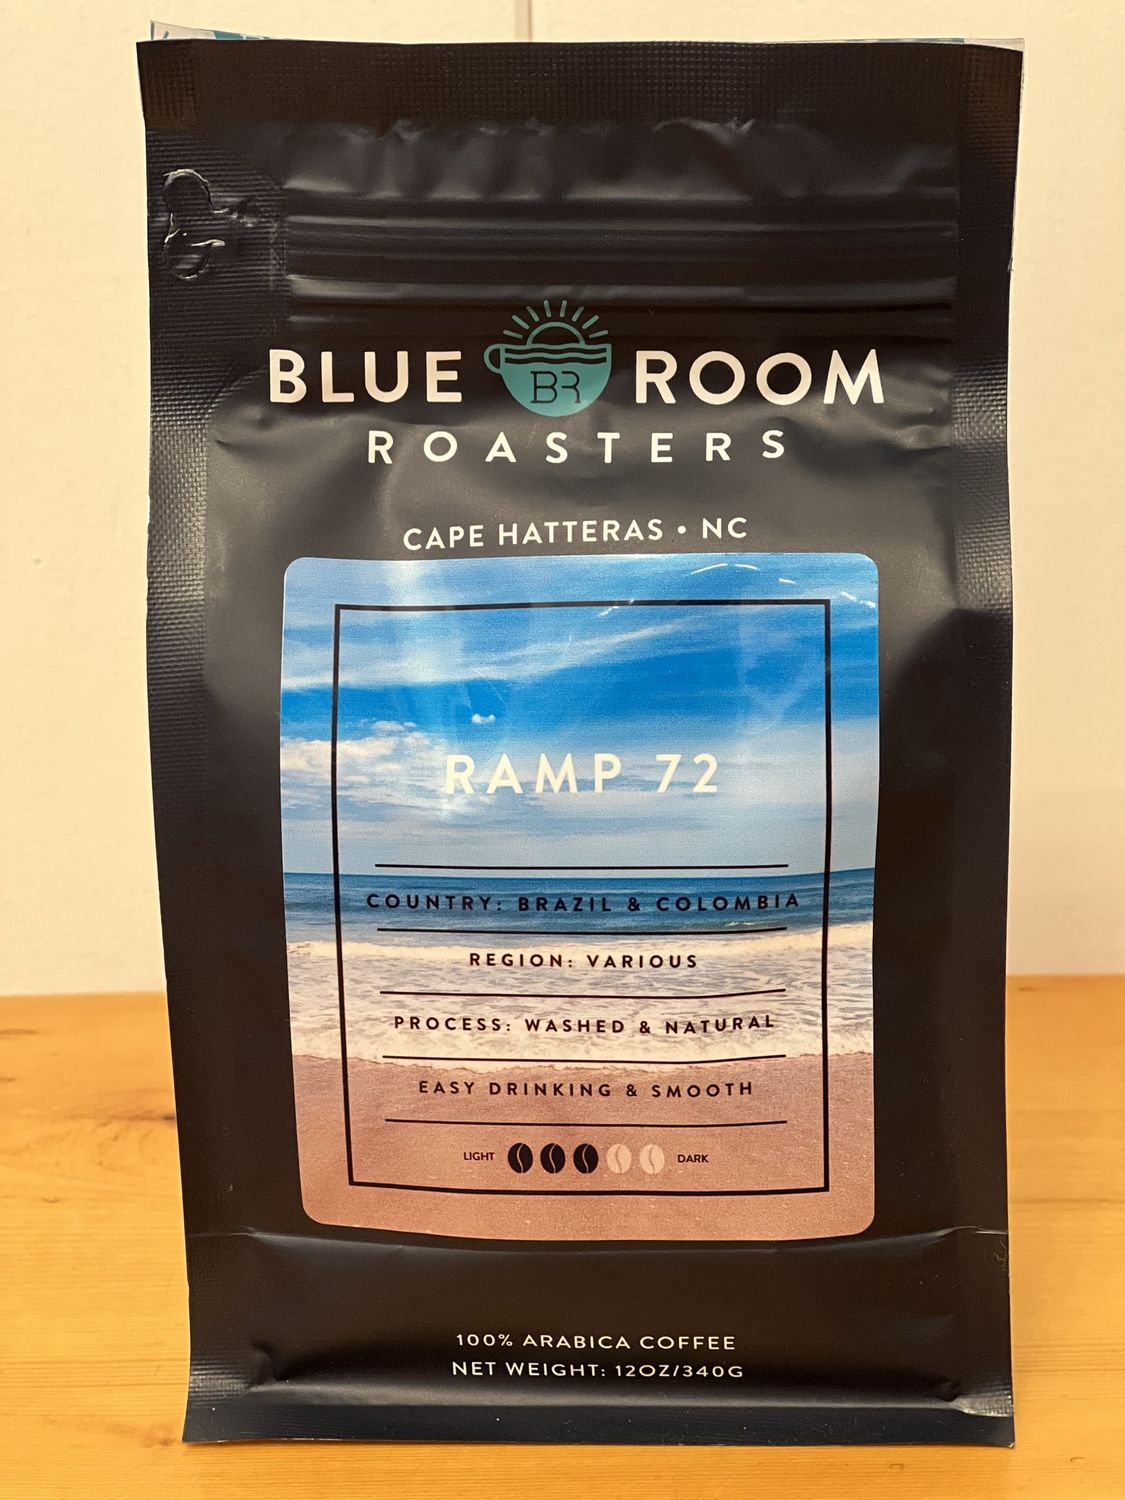 BLUE BR ROOM
ROASTERS
CAPE HATTERAS • NC
RAMP 72
COUNTRY: BRAZIL & COLOMBIA
REGION: VARIOUS
PROCESS: WASHED & NATURAL
EASY DRINKING & SMOOTH
LIGHT DARK
100% ARABICA COFFEE
NET WEIGHT: 12OZ/340G